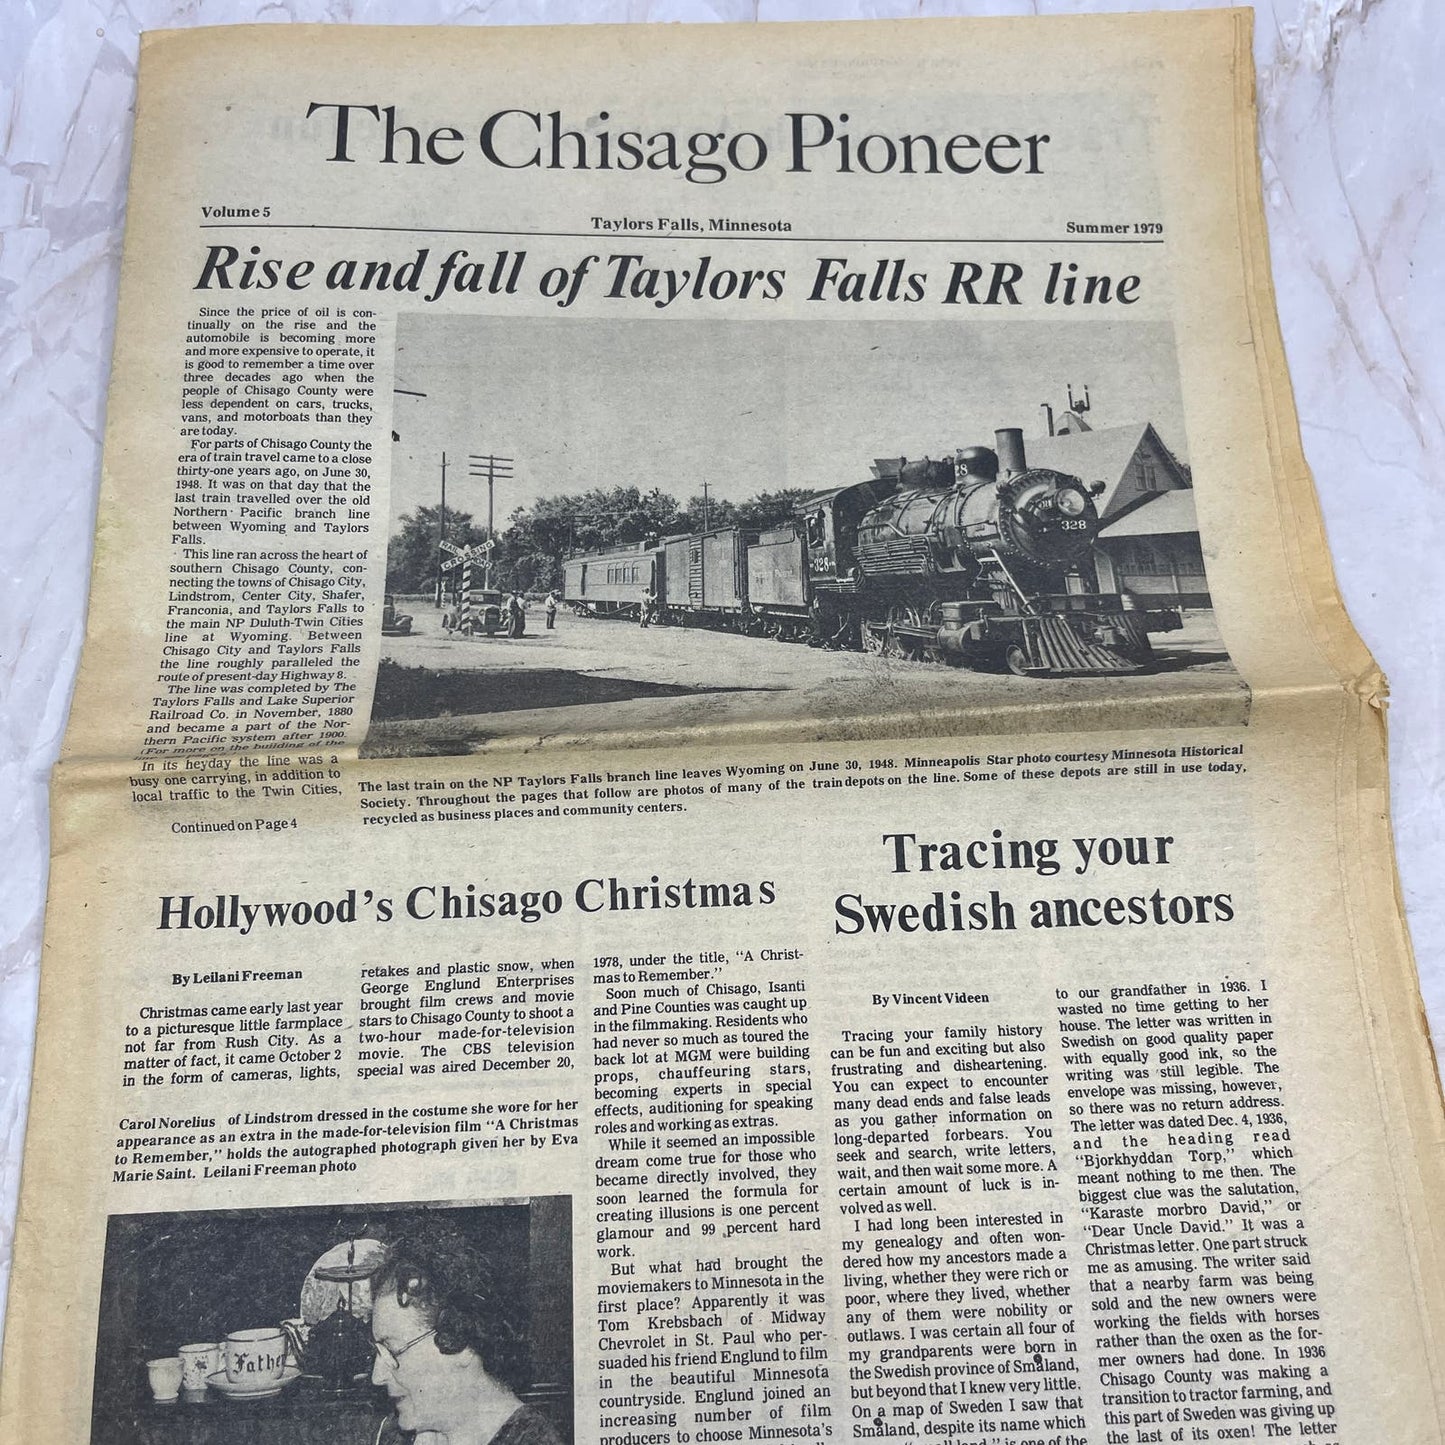 The Chisago Pioneer
Volume 5
Taylors Falls, Minnesota
Summer 1979
Rise and fall of Taylors Falls RR line
Since the price of oil is con-
tinually on the rise and the
automobile is becoming more
and more expensive to operate, it
is good to remember a time over
three decades ago when the
people of Chisago County were
less dependent on cars, trucks,
vans, and motorboats than they
are today.
For parts of Chisago County the
era of train travel came to a close
thirty-one years ago, on June 30,
1948. It was on that day that the
last train travelled over the old
Northern Pacific branch line
between Wyoming and Taylors
Falls.
This line ran across the heart of
southern Chisago County, con-
necting the towns of Chisago City,
Lindstrom, Center City, Shafer,
Franconia, and Taylors Falls to
the main NP Duluth-Twin Cities
line at Wyoming. Between
Chisago City and Taylors Falls
the line roughly paralleled the
route of present-day Highway 8.
The line was completed by The
Taylors Falls and Lake Superior
Railroad Co. in November, 1880
and became a part of the Nor-
thern Pacific system after 1900.
(For more on the building of the
In its heyday the line was a
busy one carrying, in addition to
local traffic to the Twin Cities,
Continued on Page 4
RAIL CROSSING ROAD
328
28
328
The last train on the NP Taylors Falls branch line leaves Wyoming on June 30, 1948. Minneapolis Star photo courtesy Minnesota Historical
Society. Throughout the pages that follow are photos of many of the train depots on the line. Some of these depots are still in use today,
recycled as business places and community centers.
Hollywood's Chisago Christmas
By Leilani Freeman
Christmas came early last year
to a picturesque little farmplace
not far from Rush City. As a
matter of fact, it came October 2
in the form of cameras, lights,
retakes and plastic snow, when
George Englund Enterprises
brought film crews and movie
stars to Chisago County to shoot a
two-hour made-for-television
movie. The CBS television
special was aired December 20,
Carol Norelius of Lindstrom dressed in the costume she wore for her
appearance as an extra in the made-for-television film "A Christmas
to Remember," holds the autographed photograph given her by Eva
Marie Saint. Leilani Freeman photo
Father
1978, under the title, "A Christ-
mas to Remember."
Soon much of Chisago, Isanti
and Pine Counties was caught up
in the filmmaking. Residents who
had never so much as toured the
back lot at MGM were building
props, chauffeuring stars,
becoming experts in special
effects, auditioning for speaking
roles and working as extras.
While it seemed an impossible
dream come true for those who
became directly involved, they
soon learned the formula for
creating illusions is one percent
glamour and 99 percent hard
work.
But what had brought the
moviemakers to Minnesota in the
first place? Apparently it was
Tom Krebsbach of Midway
Chevrolet in St. Paul who per-
suaded his friend Englund to film
in the beautiful Minnesota
countryside. Englund joined an
increasing number of film
producers to choose Minnesota's
Tracing your
Swedish ancestors
By Vincent Videen
Tracing your family history
can be fun and exciting but also
frustrating and disheartening.
You can expect to encounter
many dead ends and false leads
as you gather information on
long-departed forbears. You
seek and search, write letters,
wait, and then wait some more. A
certain amount of luck is in-
volved as well.
I had long been interested in
my genealogy and often won-
dered how my ancestors made a
living, whether they were rich or
poor, where they lived, whether
any of them were nobility or
outlaws. I was certain all four of
my grandparents were born in
the Swedish province of Småland,
but beyond that I knew very little.
On a map of Sweden I saw that
Småland, despite its name which
land," is one of the
to our grandfather in 1936. I
wasted no time getting to her
house. The letter was written in
Swedish on good quality paper
with equally good ink, so the
writing was still legible. The
envelope was missing, however,
so there was no return address.
The letter was dated Dec. 4, 1936,
and the heading read
"Bjorkhyddan Torp," which
meant nothing to me then. The
biggest clue was the salutation,
"Karaste morbro David," or
"Dear Uncle David." It was a
Christmas letter. One part struck
me as amusing. The writer said
that a nearby farm was being
sold and the new owners were
working the fields with horses
rather than the oxen as the for-
mer owners had done. In 1936
Chisago County was making a
transition to tractor farming, and
this part of Sweden was giving up
the last of its oxen! The letter